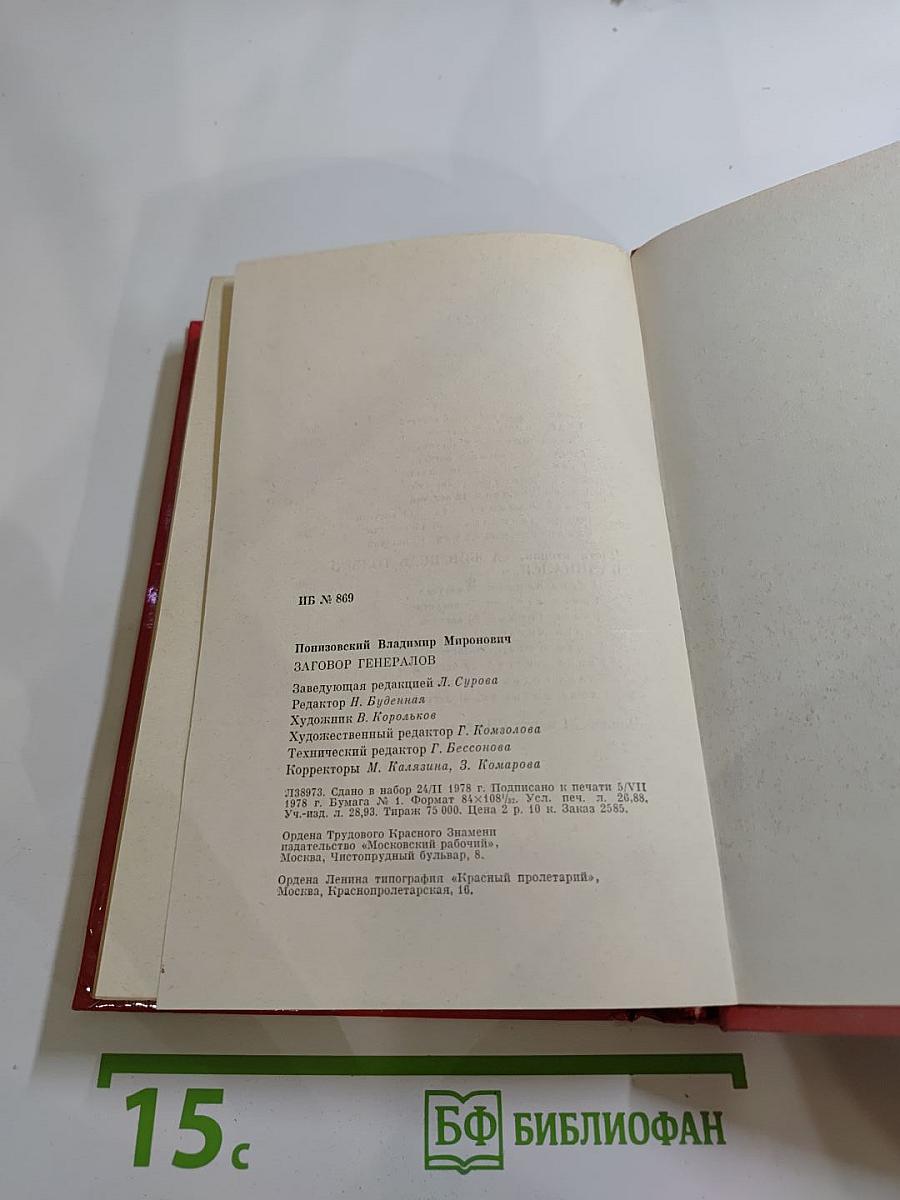 ИБ № 869
Понизовский Владимир Миронович
ЗАГОВОР ГЕНЕРАЛОВ
Заведующая редакцией Л. Сурова
Редактор Н. Буденная
Художник В. Корольков
Художественный редактор Г. Комзолова
Технический редактор Г. Бессонова
Корректоры М. Калязина, З. Комарова
Л38973. Сдано в набор 24/II 1978 г. Подписано к печати 5/VII
1978 г. Бумага № 1. Формат 84×108¹/₃₂. Усл. печ. л. 26,88.
Уч.-изд. л. 28,93. Тираж 75 000. Цена 2 р. 10 к. Заказ 2585.
Ордена Трудового Красного Знамени
издательство «Московский рабочий»,
Москва, Чистопрудный бульвар, 8.
Ордена Ленина типография «Красный пролетарий»,
Москва, Краснопролетарская, 16.
15 с
БФ БИБЛИОФАН